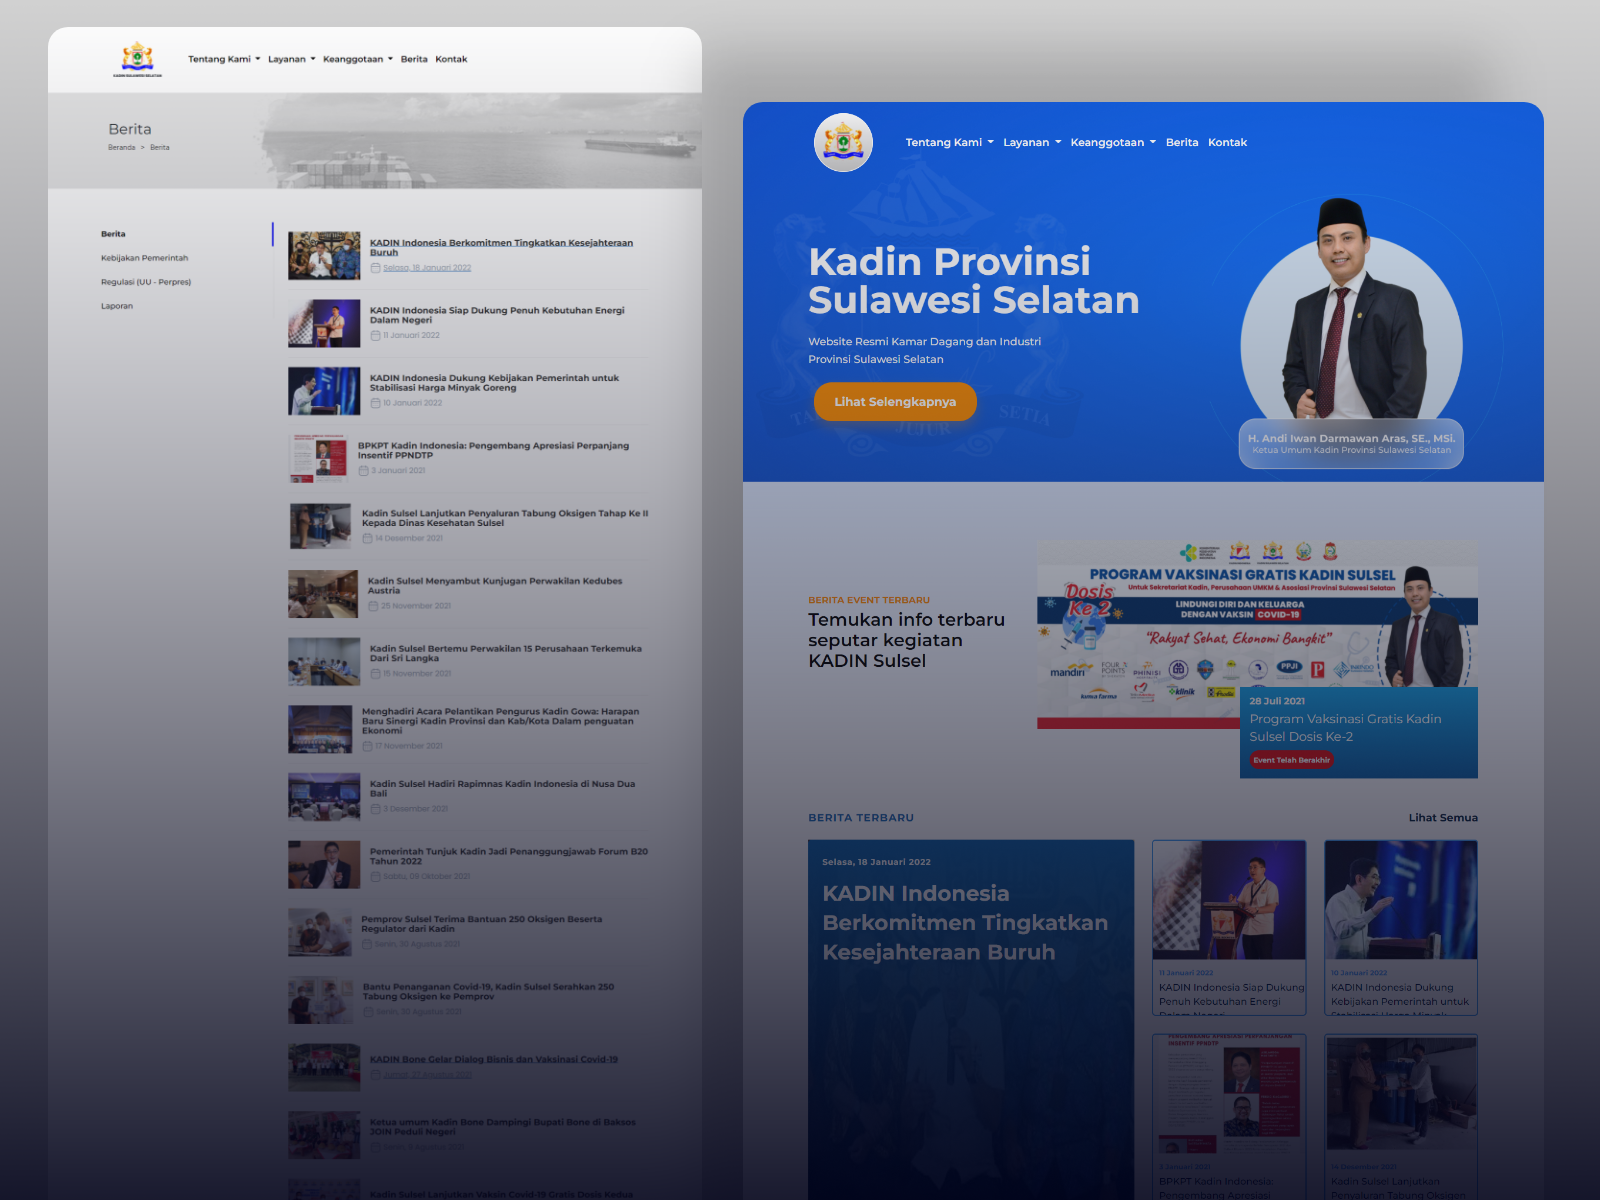 KADIN SULAWESI SELATAN
Tentang Kami Layanan Keanggotaan Berita Kontak
Berita
Beranda > Berita
Berita
Kebijakan Pemerintah
Regulasi (UU - Perpres)
Laporan
KADIN Indonesia Berkomitmen Tingkatkan Kesejahteraan
Buruh
Selasa, 18 Januari 2022
KADIN Indonesia Siap Dukung Penuh Kebutuhan Energi
Dalam Negeri
11 Januari 2022
KADIN Indonesia Dukung Kebijakan Pemerintah untuk
Stabilisasi Harga Minyak Goreng
10 Januari 2022
BPKPT Kadin Indonesia: Pengembang Apresiasi Perpanjang
Insentif PPNDTP
3 Januari 2021
Kadin Sulsel Lanjutkan Penyaluran Tabung Oksigen Tahap Ke II
Kepada Dinas Kesehatan Sulsel
14 Desember 2021
Kadin Sulsel Menyambut Kunjugan Perwakilan Kedubes
Austria
25 November 2021
Kadin Sulsel Bertemu Perwakilan 15 Perusahaan Terkemuka
Dari Sri Langka
15 November 2021
Menghadiri Acara Pelantikan Pengurus Kadin Gowa: Harapan
Baru Sinergi Kadin Provinsi dan Kab/Kota Dalam penguatan
Ekonomi
17 November 2021
Kadin Sulsel Hadiri Rapimnas Kadin Indonesia di Nusa Dua
Bali
3 Desember 2021
Pemerintah Tunjuk Kadin Jadi Penanggungjawab Forum B20
Tahun 2022
Sabtu, 09 Oktober 2021
Pemprov Sulsel Terima Bantuan 250 Oksigen Beserta
Regulator dari Kadin
Senin, 30 Agustus 2021
Bantu Penanganan Covid-19, Kadin Sulsel Serahkan 250
Tabung Oksigen ke Pemprov
Senin, 30 Agustus 2021
KADIN Bone Gelar Dialog Bisnis dan Vaksinasi Covid-19
Jumat, 27 Agustus 2021
Ketua umum Kadin Bone Dampingi Bupati Bone di Baksos
JOIN Peduli Negeri
Agustus 2021
Kadin Sulsel Lanjutkan Vaksin Covid-19 Gratis Dosis Kedua
Tentang Kami Layanan Keanggotaan Berita Kontak
Kadin Provinsi
Sulawesi Selatan
Website Resmi Kamar Dagang dan Industri
Provinsi Sulawesi Selatan
Lihat Selengkapnya
JUJUR SETIA
H. Andi Iwan Darmawan Aras, SE., MSi.
Ketua Umum Kadin Provinsi Sulawesi Selatan
BERITA EVENT TERBARU
Temukan info terbaru
seputar kegiatan
KADIN Sulsel
PROGRAM VAKSINASI GRATIS KADIN SULSEL
Untuk Sekretariat Kadin, Perusahaan UMKM & Asosiasi Provinsi Sulawesi Selatan
Dosis
Ke 2
LINDUNGI DIRI DAN KELUARGA
DENGAN VAKSIN COVID-19
"Rakyat Sehat, Ekonomi Bangkit"
mandiri
FOUR POINTS
PHINISI
PPJI
kimia farma
klinik
28 Juli 2021
Program Vaksinasi Gratis Kadin
Sulsel Dosis Ke-2
Event Telah Berakhir
BERITA TERBARU
Lihat Semua
Selasa, 18 Januari 2022
KADIN Indonesia
Berkomitmen Tingkatkan
Kesejahteraan Buruh
11 Januari 2022
KADIN Indonesia Siap Dukung
Penuh Kebutuhan Energi
Dalam Negeri
10 Januari 2022
KADIN Indonesia Dukung
Kebijakan Pemerintah untuk
Stabilisasi Harga Minyak
PENGEMBANG APRESIASI PERPANJANGAN
INSENTIF PPNDTP
3 Januari 2021
BPKPT Kadin Indonesia:
Pengembang Apresiasi
14 Desember 2021
Kadin Sulsel Lanjutkan
Penyaluran Tabung Oksigen